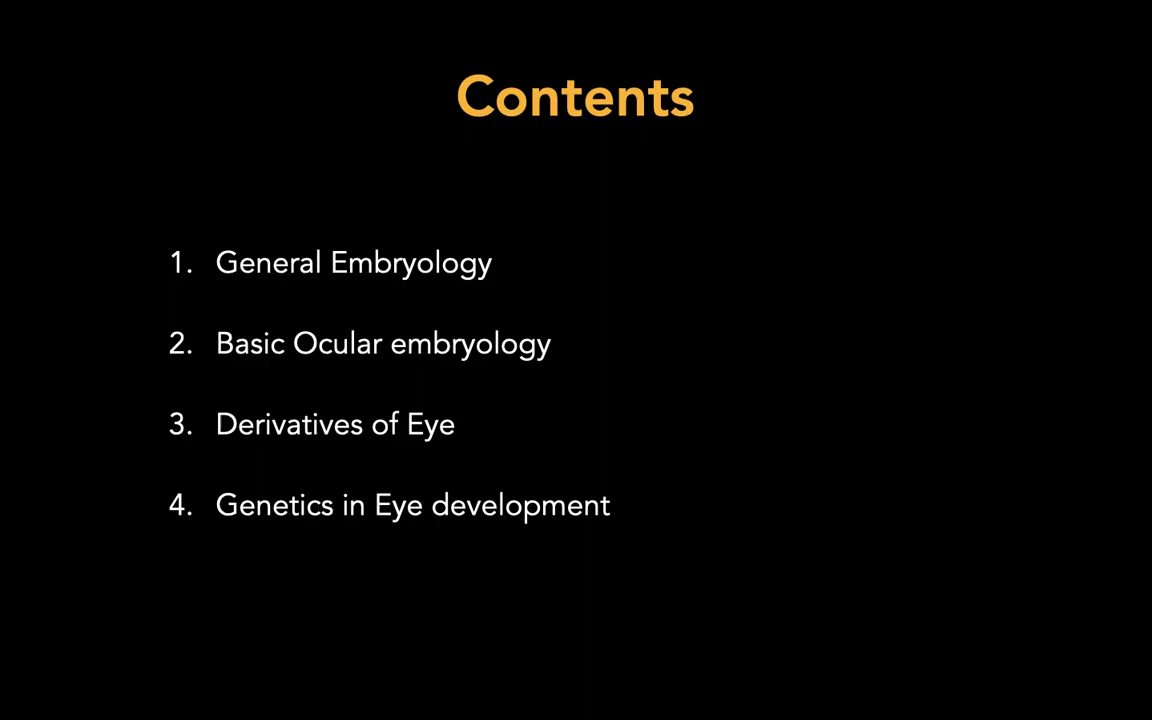 Contents
1. General Embryology
2. Basic Ocular embryology
3. Derivatives of Eye
4. Genetics in Eye development